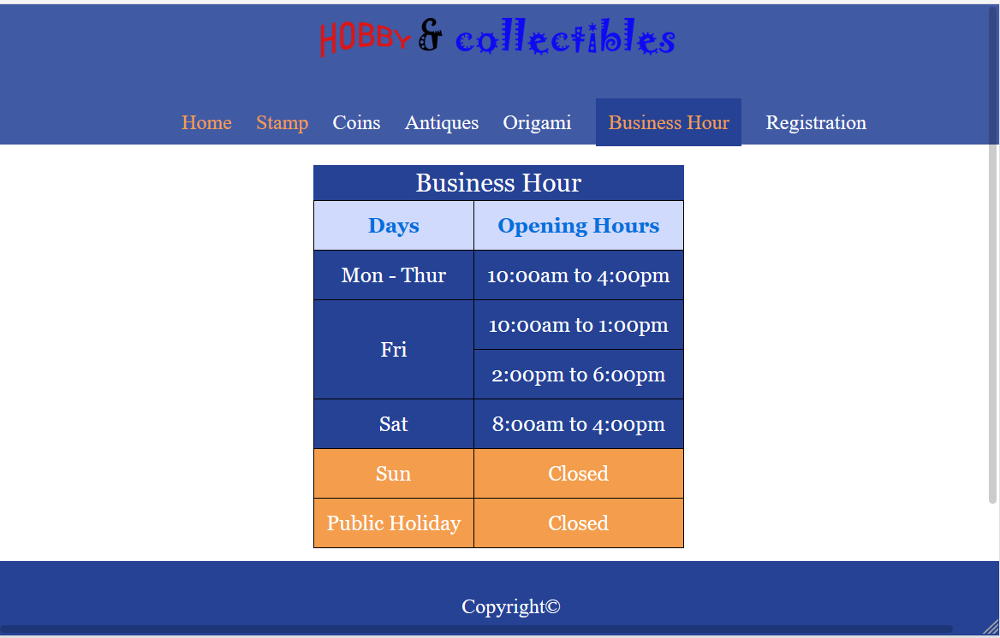 HOBBY & collectibles
Home Stamp Coins Antiques Origami Business Hour Registration
Business Hour
Days Opening Hours
Mon - Thur 10:00am to 4:00pm
Fri 10:00am to 1:00pm
2:00pm to 6:00pm
Sat 8:00am to 4:00pm
Sun Closed
Public Holiday Closed
Copyright©